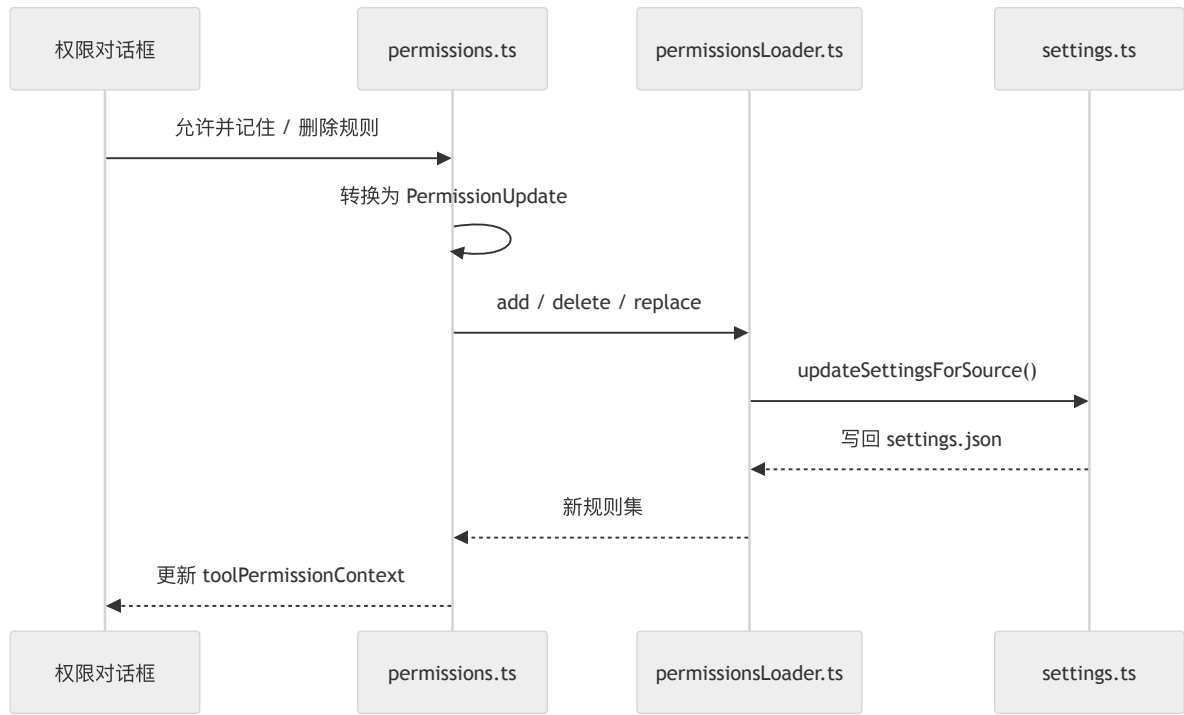 权限对话框
permissions.ts
permissionsLoader.ts
settings.ts
允许并记住 / 删除规则
转换为 PermissionUpdate
add / delete / replace
updateSettingsForSource()
写回 settings.json
新规则集
更新 toolPermissionContext
权限对话框
permissions.ts
permissionsLoader.ts
settings.ts